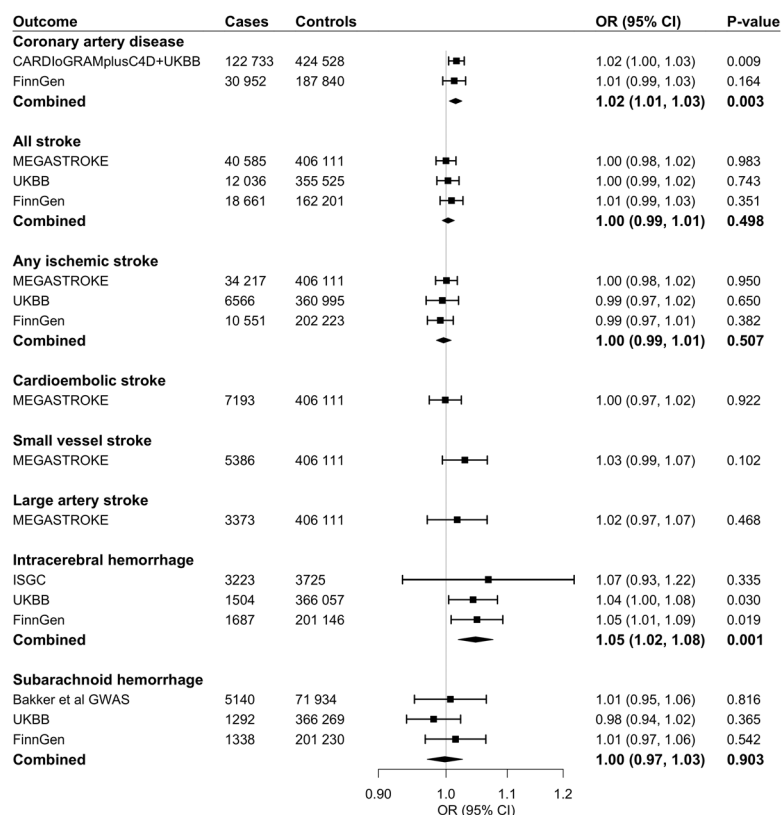 Outcome Cases Controls OR (95% CI) P-value
Coronary artery disease
CARDIoGRAMplusC4D+UKBB 122 733 424 528 1.02 (1.00, 1.03) 0.009
FinnGen 30 952 187 840 1.01 (0.99, 1.03) 0.164
Combined 1.02 (1.01, 1.03) 0.003
All stroke
MEGASTROKE 40 585 406 111 1.00 (0.98, 1.02) 0.983
UKBB 12 036 355 525 1.00 (0.99, 1.02) 0.743
FinnGen 18 661 162 201 1.01 (0.99, 1.03) 0.351
Combined 1.00 (0.99, 1.01) 0.498
Any ischemic stroke
MEGASTROKE 34 217 406 111 1.00 (0.98, 1.02) 0.950
UKBB 6566 360 995 0.99 (0.97, 1.02) 0.650
FinnGen 10 551 202 223 0.99 (0.97, 1.01) 0.382
Combined 1.00 (0.99, 1.01) 0.507
Cardioembolic stroke
MEGASTROKE 7193 406 111 1.00 (0.97, 1.02) 0.922
Small vessel stroke
MEGASTROKE 5386 406 111 1.03 (0.99, 1.07) 0.102
Large artery stroke
MEGASTROKE 3373 406 111 1.02 (0.97, 1.07) 0.468
Intracerebral hemorrhage
ISGC 3223 3725 1.07 (0.93, 1.22) 0.335
UKBB 1504 366 057 1.04 (1.00, 1.08) 0.030
FinnGen 1687 201 146 1.05 (1.01, 1.09) 0.019
Combined 1.05 (1.02, 1.08) 0.001
Subarachnoid hemorrhage
Bakker et al GWAS 5140 71 934 1.01 (0.95, 1.06) 0.816
UKBB 1292 366 269 0.98 (0.94, 1.02) 0.365
FinnGen 1338 201 230 1.01 (0.97, 1.06) 0.542
Combined 1.00 (0.97, 1.03) 0.903
0.90 1.0 1.1 1.2
OR (95% CI)